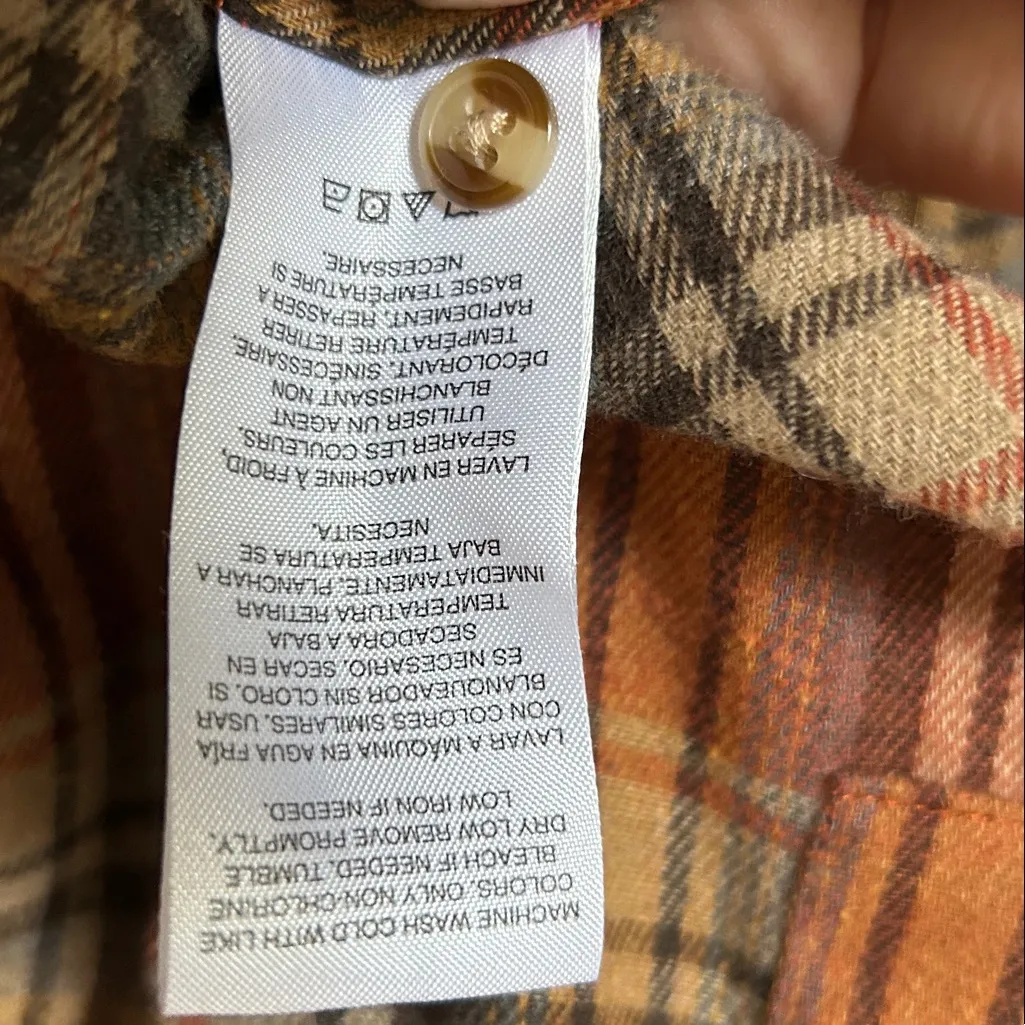 MACHINE WASH COLD WITH LIKE
COLORS, ONLY NON-CHLORINE
BLEACH IF NEEDED. TUMBLE
DRY LOW REMOVE PROMPTLY,
LOW IRON IF NEEDED.
LAVAR A MÁQUINA EN AGUA FRÍA
CON COLORES SIMILARES, USAR
BLANQUEADOR SIN CLORO, SI
ES NECESARIO, SECAR EN
SECADORA A BAJA
TEMPERATURA RETIRAR
INMEDIATAMENTE, PLANCHAR A
BAJA TEMPERATURA SE
NECESITA.
LAVER EN MACHINE À FROID,
SÉPARER LES COULEURS,
UTILISER UN AGENT
BLANCHISSANT NON
DÉCOLORANT, SINÉCESSAIRE,
TEMPÉRATURE RETIRER
RAPIDEMENT, REPASSER A
BASSE TEMPÉRATURE SI
NECESSAIRE.